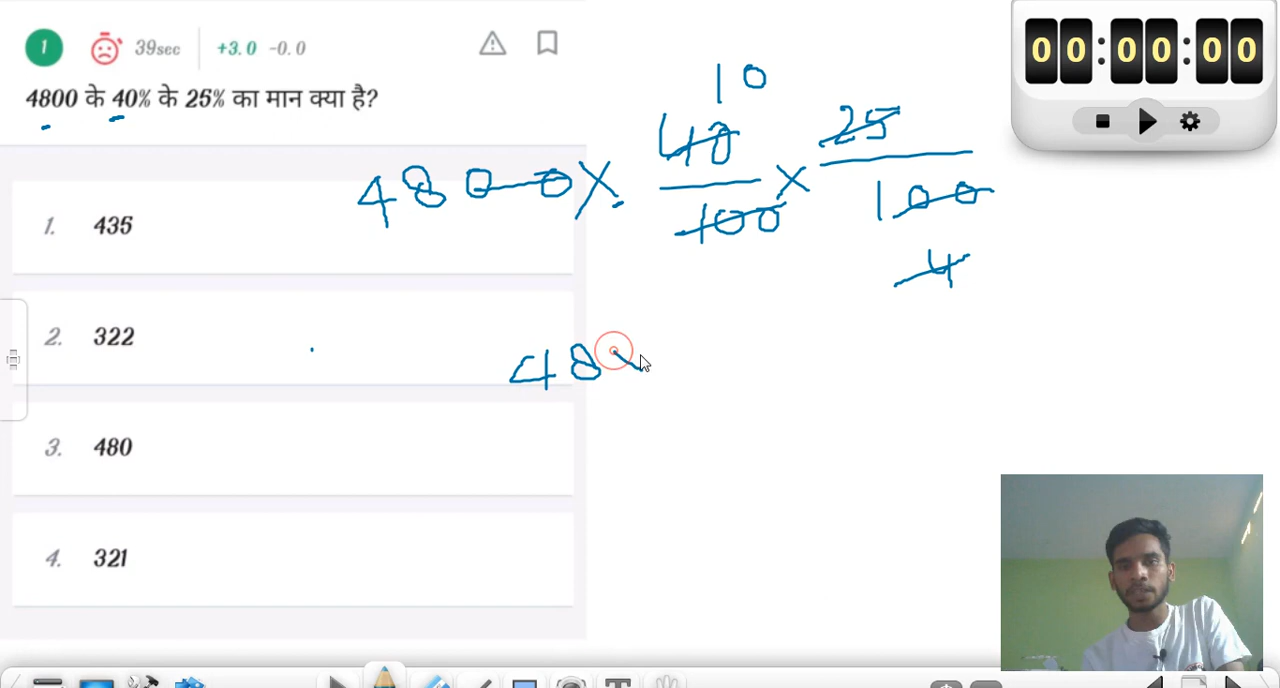 1 39sec +3.0 -0.0
4800 के 40% के 25% का मान क्या है?
1. 435
2. 322
3. 480
4. 321
10
4800 × 40/100 × 25/100
4
48×
00:00:00